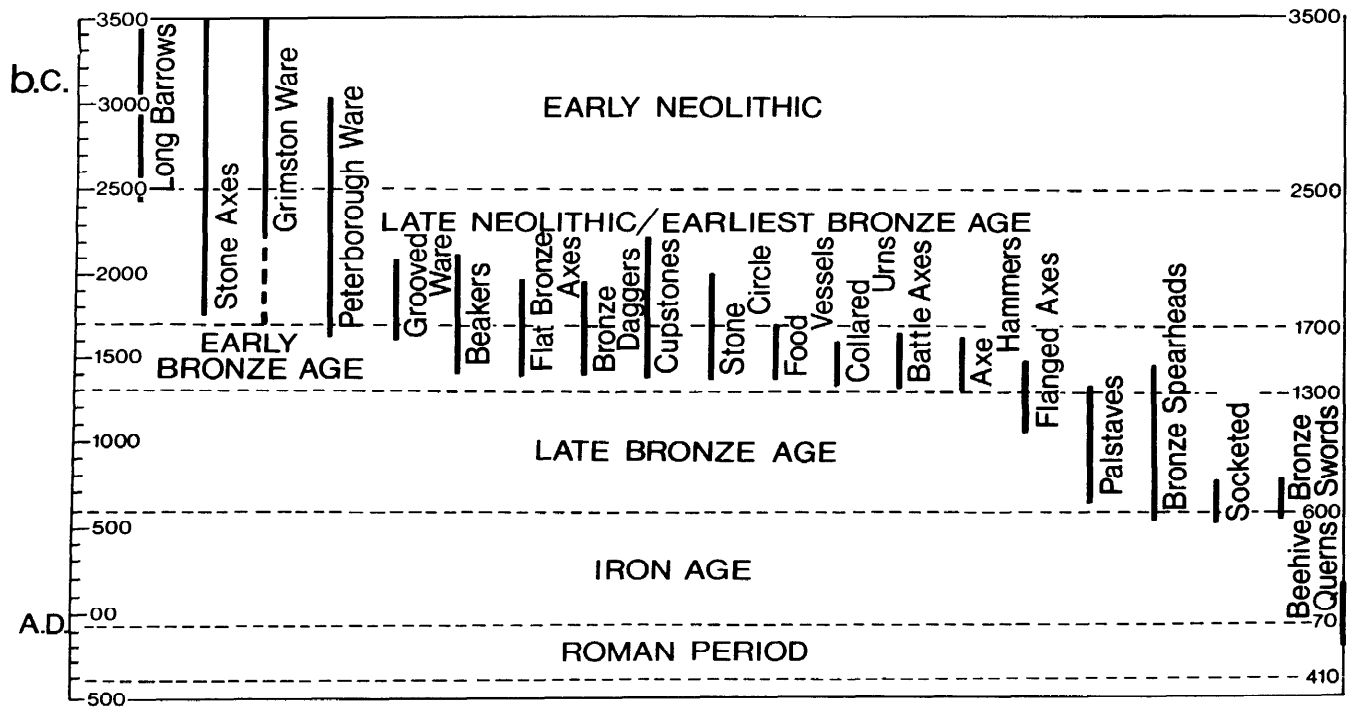 3500
3500
b.C.
3000
EARLY NEOLITHIC
2500
2500
LATE NEOLITHIC/EARLIEST BRONZE AGE
2000
1700
EARLY
BRONZE AGE
1500
1300
1000
LATE BRONZE AGE
600
500
IRON AGE
A.D.
00
70
ROMAN PERIOD
410
500
Long Barrows
Stone Axes
Grimston Ware
Peterborough Ware
Grooved
Ware
Beakers
Flat Bronze
Axes
Bronze
Daggers
Cupstones
Stone
Circle
Food
Vessels
Collared
Urns
Battle Axes
Axe
Hammers
Flanged Axes
Palstaves
Bronze Spearheads
Socketed
Bronze
Swords
Beehive
Querns